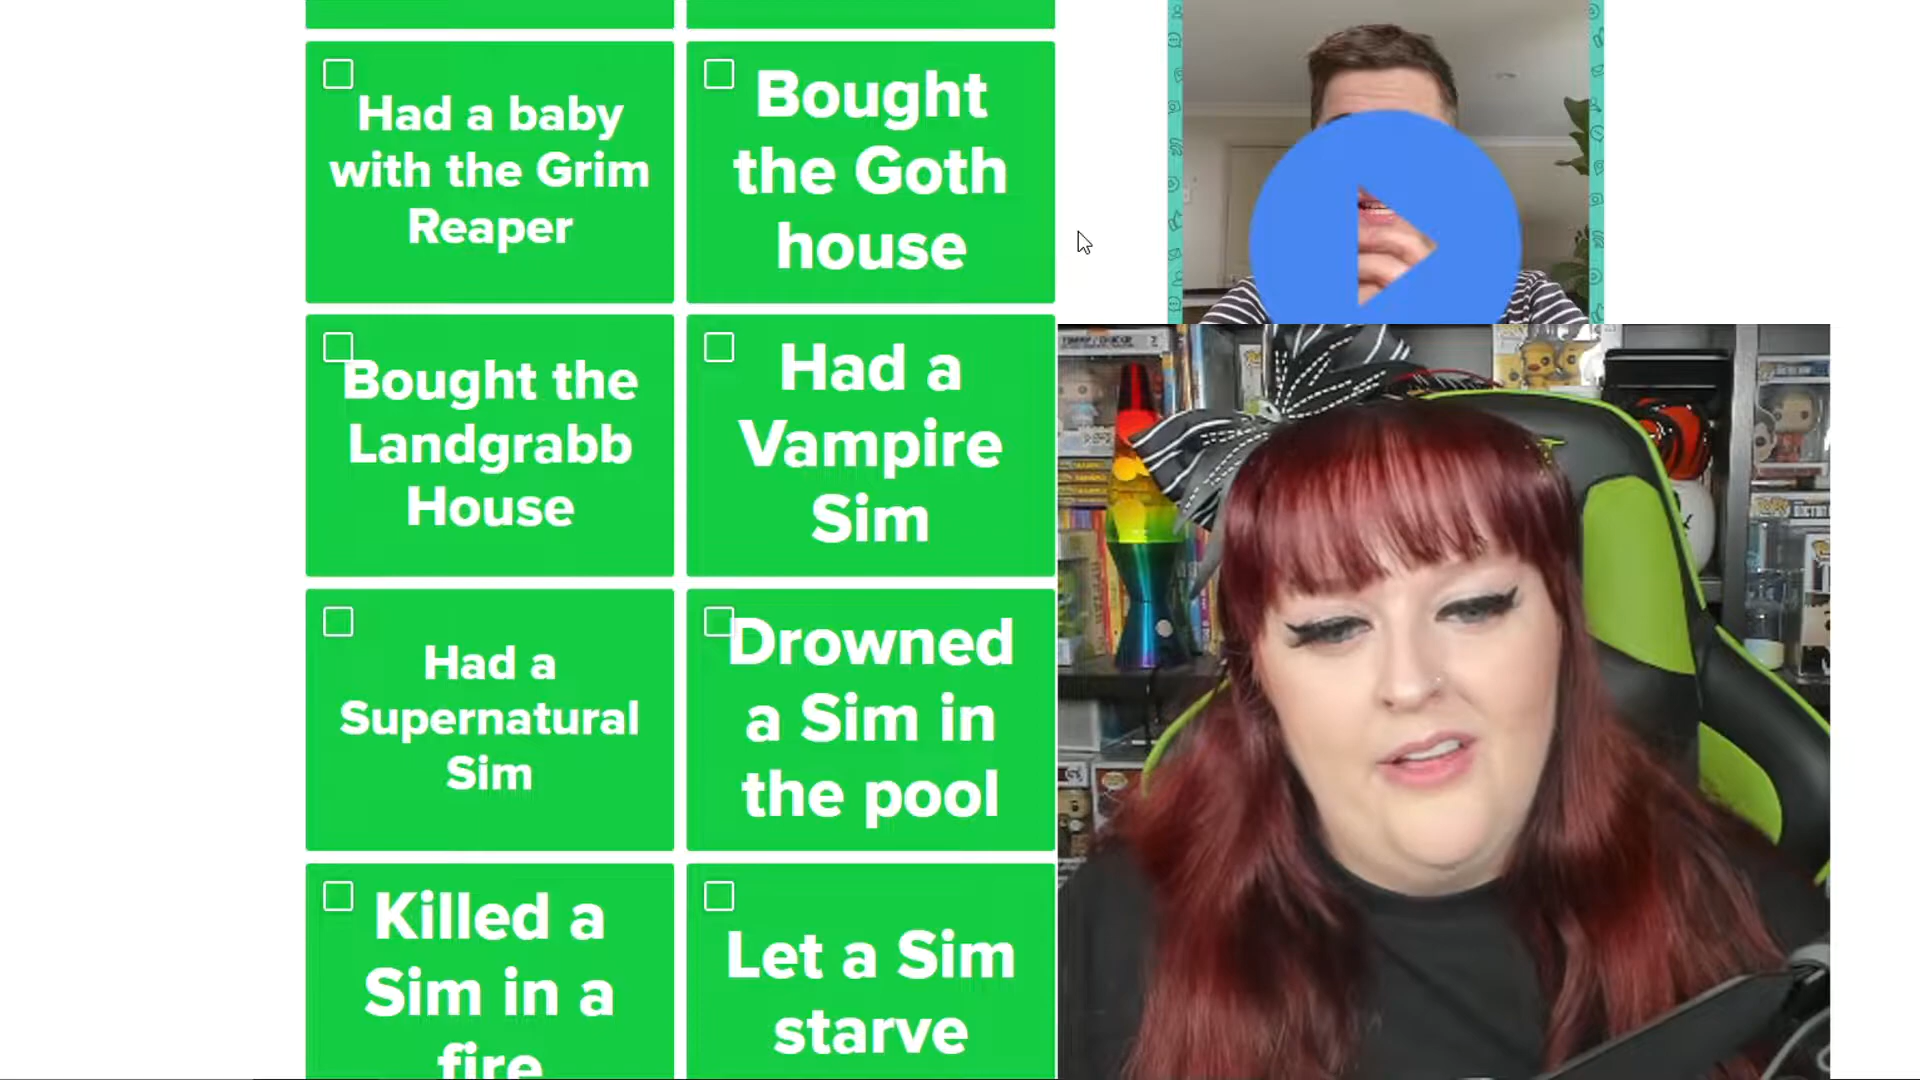 Had a baby
with the Grim
Reaper
Bought
the Goth
house
Bought the
Landgrabb
House
Had a
Vampire
Sim
Had a
Supernatural
Sim
Drowned
a Sim in
the pool
Killed a
Sim in a
fire
Let a Sim
starve